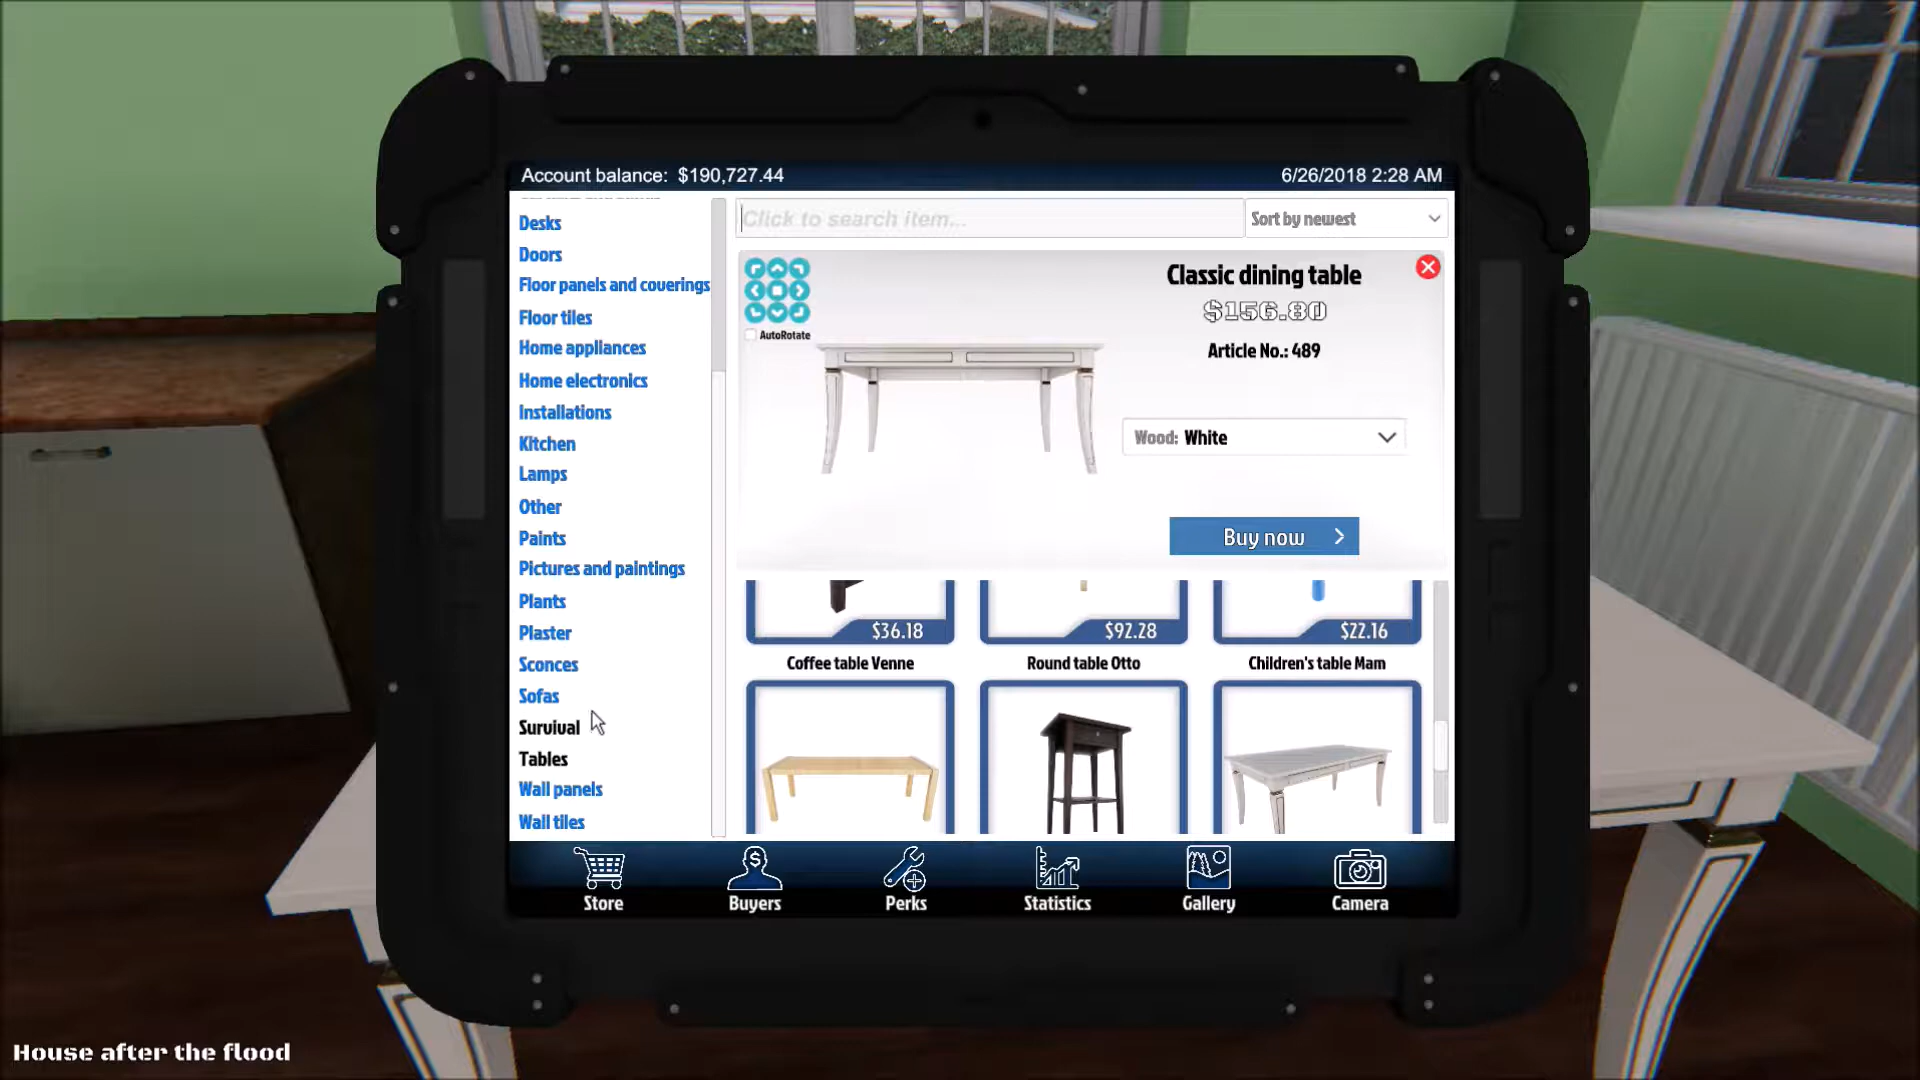 Account balance: $190,727.44
6/26/2018 2:28 AM
Desks
Doors
Floor panels and coverings
Floor tiles
Home appliances
Home electronics
Installations
Kitchen
Lamps
Other
Paints
Pictures and paintings
Plants
Plaster
Sconces
Sofas
Survival
Tables
Wall panels
Wall tiles
Click to search item...
Sort by newest
AutoRotate
Classic dining table
$156.80
Article No.: 489
Wood: White
Buy now
$36.18
$92.28
$22.16
Coffee table Venne
Round table Otto
Children's table Mam
Store
Buyers
Perks
Statistics
Gallery
Camera
House after the flood